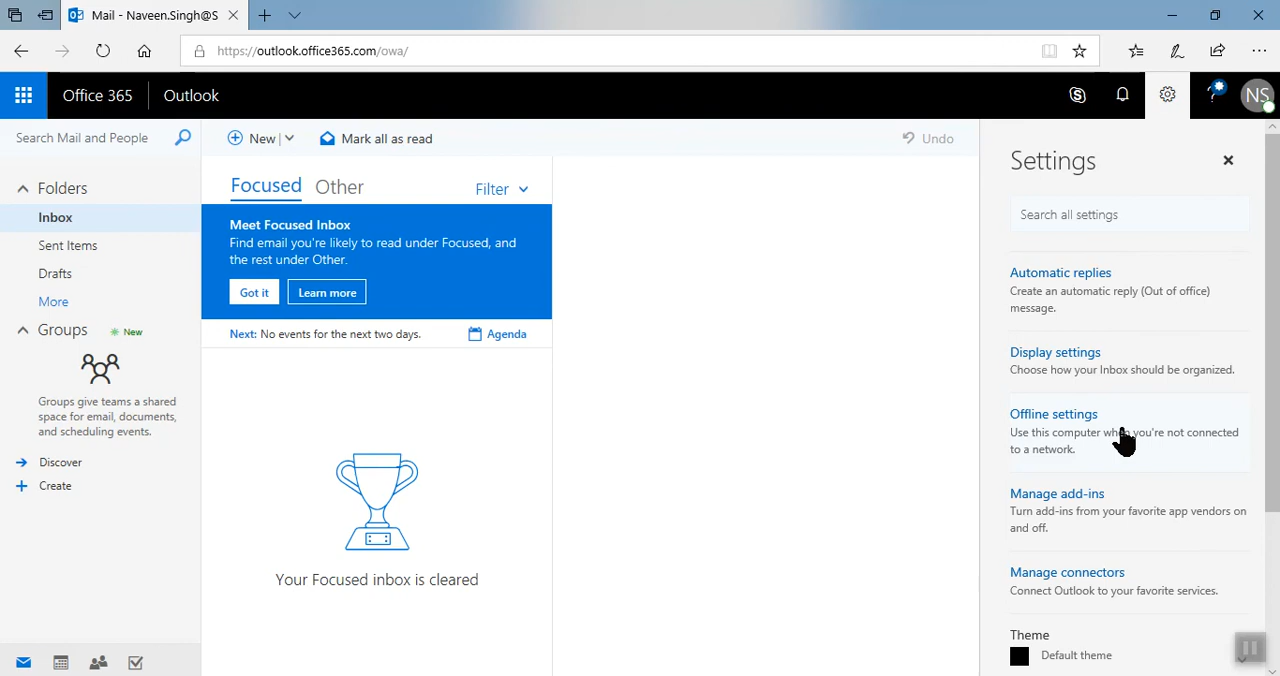 Mail - Naveen.Singh@S
https://outlook.office365.com/owa/
Office 365
Outlook
NS
Search Mail and People
New
Mark all as read
Undo
Folders
Inbox
Sent Items
Drafts
More
Groups
New
Groups give teams a shared
space for email, documents,
and scheduling events.
Discover
Create
Focused
Other
Filter
Meet Focused Inbox
Find email you're likely to read under Focused, and
the rest under Other.
Got it
Learn more
Next: No events for the next two days.
Agenda
Your Focused inbox is cleared
Settings
Search all settings
Automatic replies
Create an automatic reply (Out of office)
message.
Display settings
Choose how your Inbox should be organized.
Offline settings
Use this computer when you're not connected
to a network.
Manage add-ins
Turn add-ins from your favorite app vendors on
and off.
Manage connectors
Connect Outlook to your favorite services.
Theme
Default theme